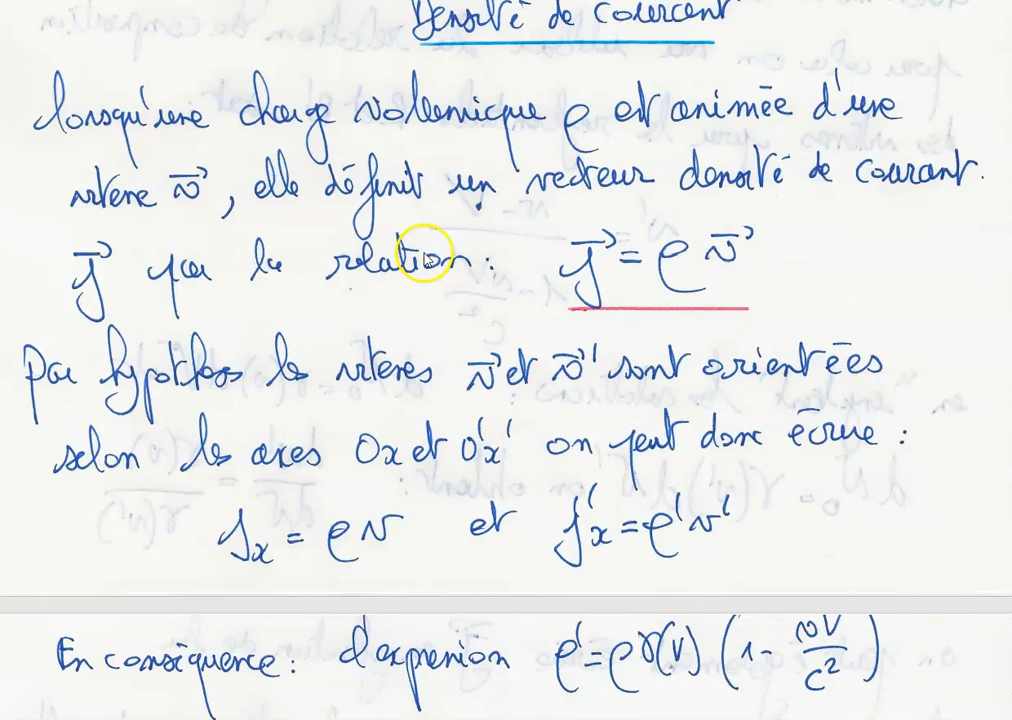 Densité de courcent
lorsqu'une charge volumique ρ est animée d'une
vitesse v⃗, elle définit un vecteur densité de courant.
j⃗ par la relation : j⃗ = ρ v⃗
Par hypothèse les vitesses v⃗ et v⃗' sont orientées
selon les axes Ox et O'x' on peut donc écrire :
Jx = ρv et j'x = ρ'v'
En conséquence : l'expression ρ' = ργ(V) (1 - vV/c²)